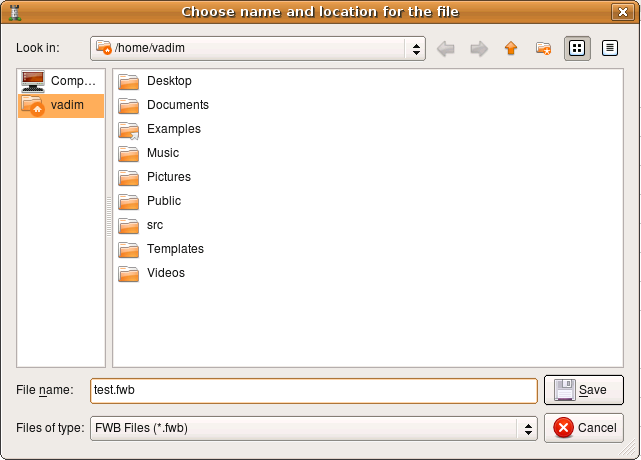 Choose name and location for the file
Look in: /home/vadim
Comp...
vadim
Desktop
Documents
Examples
Music
Pictures
Public
src
Templates
Videos
File name: test.fwb Save
Files of type: FWB Files (*.fwb) Cancel